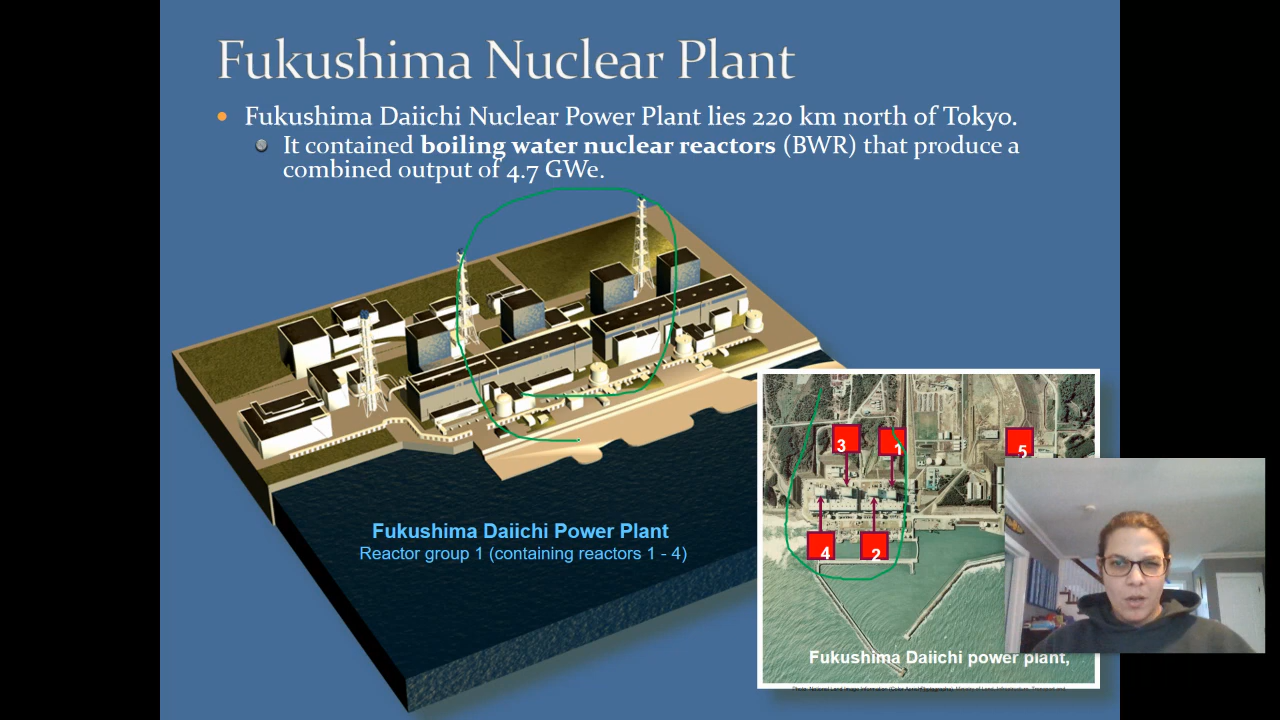 Fukushima Nuclear Plant
Fukushima Daiichi Nuclear Power Plant lies 220 km north of Tokyo.
It contained boiling water nuclear reactors (BWR) that produce a
combined output of 4.7 GWe.
3
1
5
4
2
Fukushima Daiichi Power Plant
Reactor group 1 (containing reactors 1 - 4)
Fukushima Daiichi power plant,